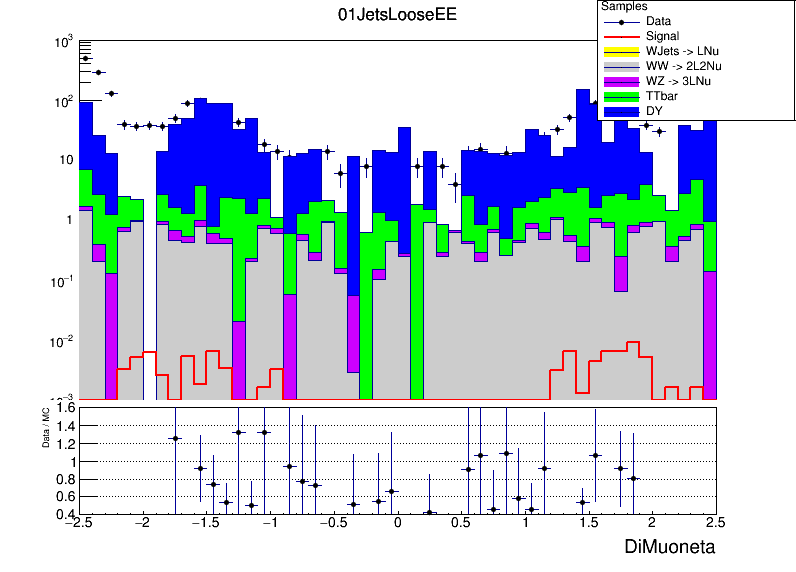 01JetsLooseEE
Samples
Data
Signal
WJets -> LNu
WW -> 2L2Nu
WZ -> 3LNu
TTbar
DY
10³
10²
10
1
10⁻¹
10⁻²
10⁻³
Data / MC
1.6
1.4
1.2
1
0.8
0.6
0.4
−2.5 −2 −1.5 −1 −0.5 0 0.5 1 1.5 2 2.5
DiMuoneta